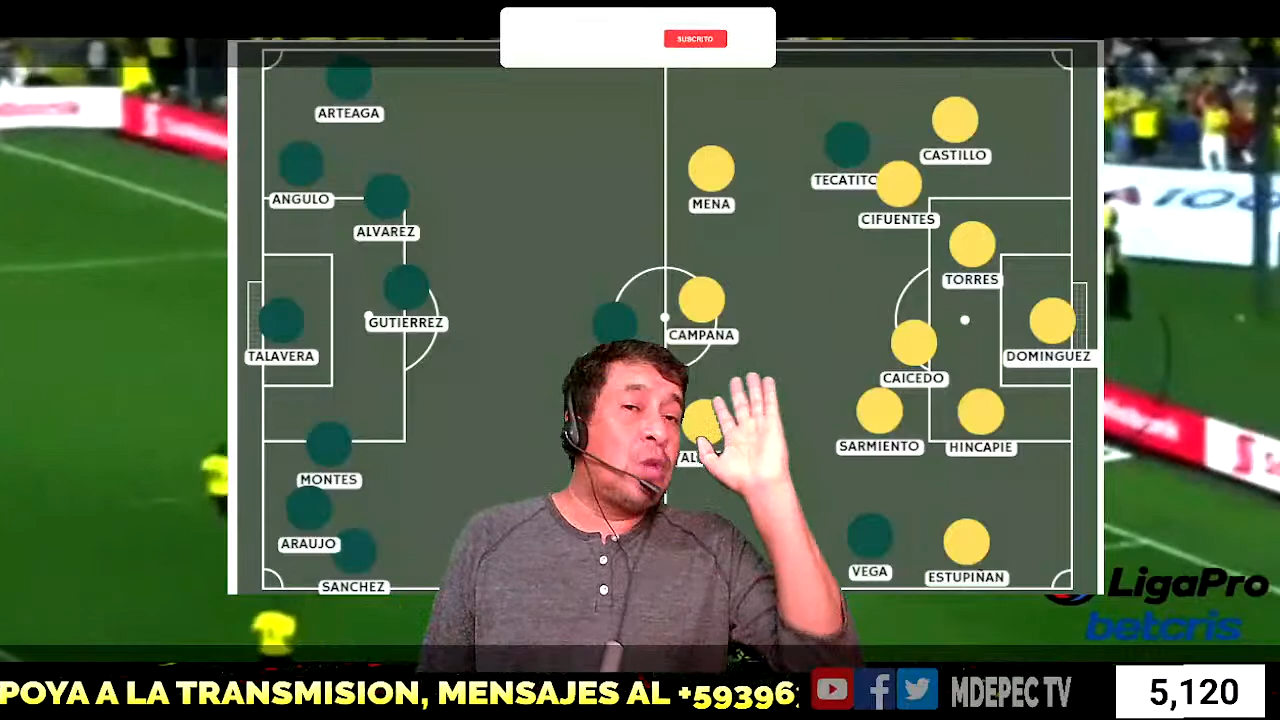 SUSCRITO
ARTEAGA
CASTILLO
TECATITO
ANGULO
MENA
CIFUENTES
ALVAREZ
TORRES
GUTIERREZ
CAMPANA
TALAVERA
DOMINGUEZ
CAICEDO
SARMIENTO
HINCAPIE
MONTES
ARAUJO
VEGA
ESTUPIÑAN
SANCHEZ
LigaPro
betcris
POYA A LA TRANSMISION, MENSAJES AL +59396
MDEPEC TV
5,120